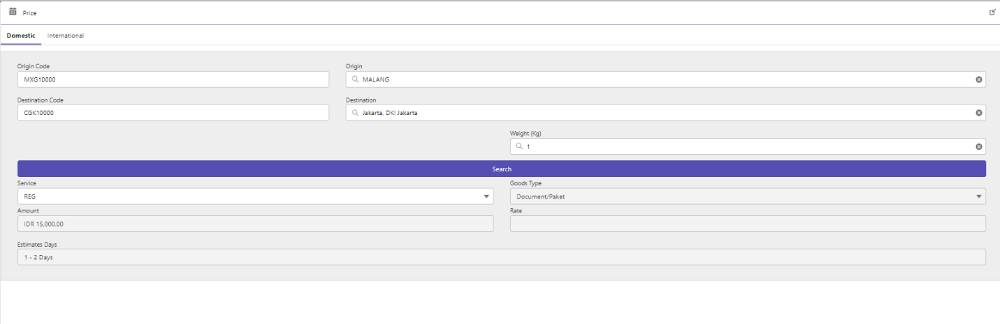 Price
Domestic International
Origin Code Origin
MXG10000 MALANG
Destination Code Destination
CGK10000 Jakarta, DKI Jakarta
Weight (Kg)
1
Search
Service Goods Type
REG Document/Paket
Amount Rate
IDR 15,000.00
Estimates Days
1 - 2 Days